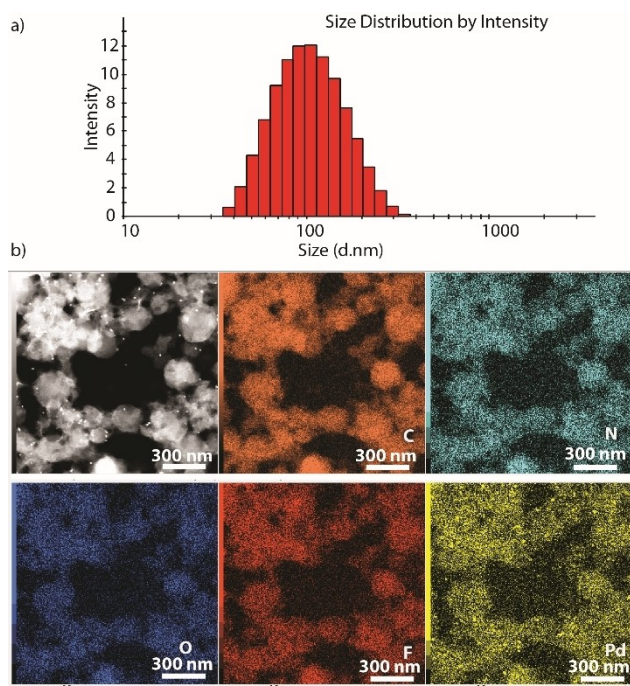 a)
Size Distribution by Intensity
12
10
8
6
4
2
0
Intensity
10
100
1000
Size (d.nm)
b)
300 nm
C
300 nm
N
300 nm
O
300 nm
F
300 nm
Pd
300 nm